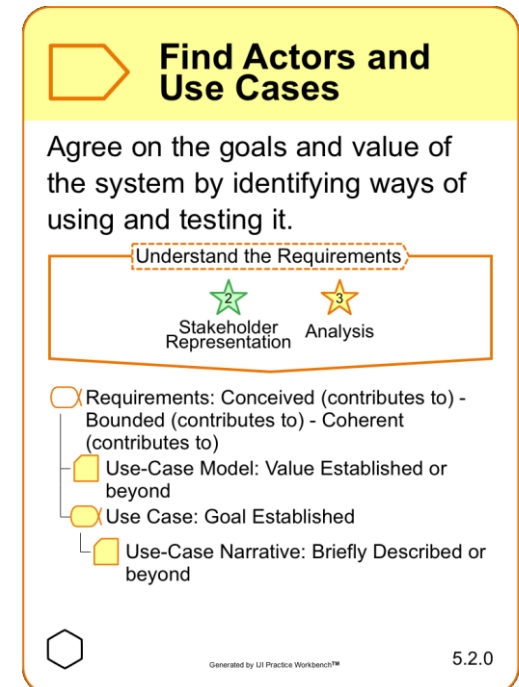 Find Actors and
Use Cases
Agree on the goals and value of
the system by identifying ways of
using and testing it.
Understand the Requirements
2
3
Stakeholder
Representation
Analysis
Requirements: Conceived (contributes to) -
Bounded (contributes to) - Coherent
(contributes to)
Use-Case Model: Value Established or
beyond
Use Case: Goal Established
Use-Case Narrative: Briefly Described or
beyond
Generated by UI Practice Workbench™
5.2.0